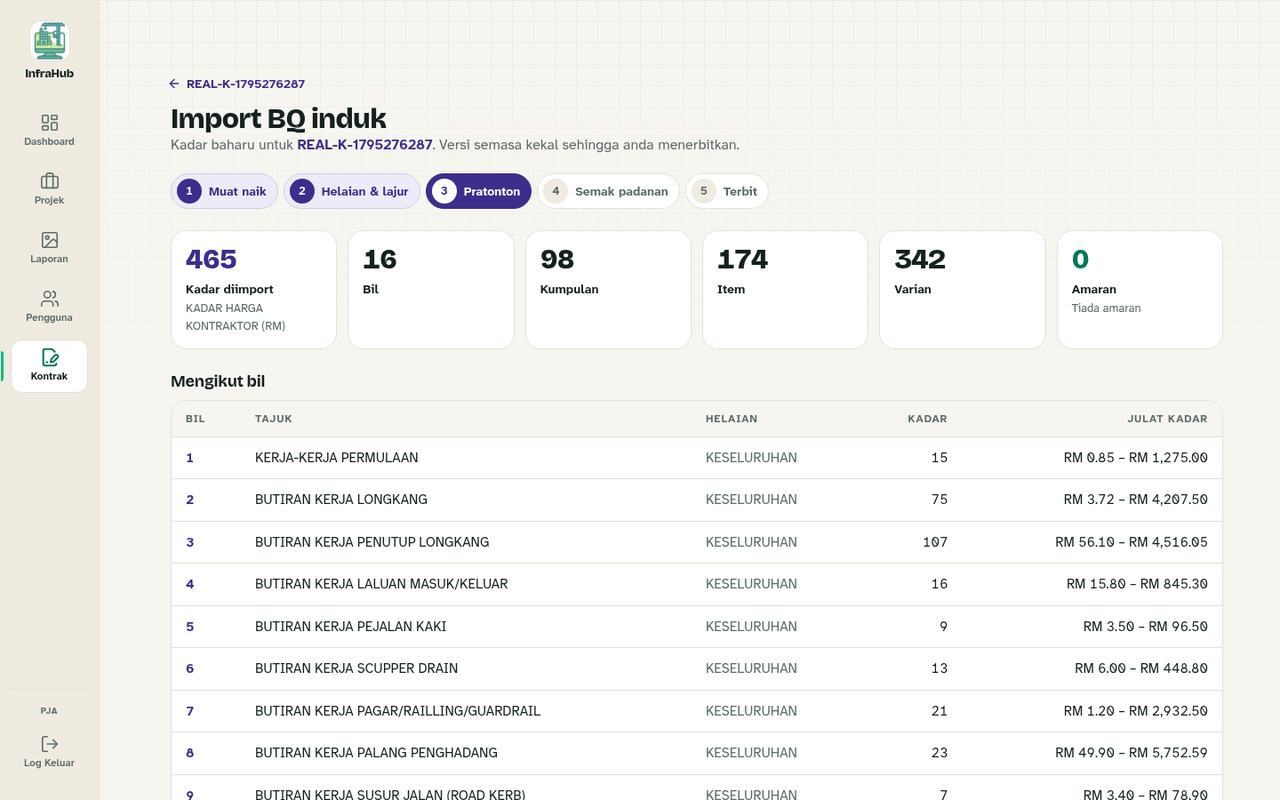 InfraHub
Dashboard
Projek
Laporan
Pengguna
Kontrak
PJA
Log Keluar
← REAL-K-1795276287
Import BQ induk
Kadar baharu untuk REAL-K-1795276287. Versi semasa kekal sehingga anda menerbitkan.
1 Muat naik
2 Helaian & lajur
3 Pratonton
4 Semak padanan
5 Terbit
465
Kadar diimport
KADAR HARGA
KONTRAKTOR (RM)
16
Bil
98
Kumpulan
174
Item
342
Varian
0
Amaran
Tiada amaran
Mengikut bil
BIL TAJUK HELAIAN KADAR JULAT KADAR
1 KERJA-KERJA PERMULAAN KESELURUHAN 15 RM 0.85 – RM 1,275.00
2 BUTIRAN KERJA LONGKANG KESELURUHAN 75 RM 3.72 – RM 4,207.50
3 BUTIRAN KERJA PENUTUP LONGKANG KESELURUHAN 107 RM 56.10 – RM 4,516.05
4 BUTIRAN KERJA LALUAN MASUK/KELUAR KESELURUHAN 16 RM 15.80 – RM 845.30
5 BUTIRAN KERJA PEJALAN KAKI KESELURUHAN 9 RM 3.50 – RM 96.50
6 BUTIRAN KERJA SCUPPER DRAIN KESELURUHAN 13 RM 6.00 – RM 448.80
7 BUTIRAN KERJA PAGAR/RAILLING/GUARDRAIL KESELURUHAN 21 RM 1.20 – RM 2,932.50
8 BUTIRAN KERJA PALANG PENGHADANG KESELURUHAN 23 RM 49.90 – RM 5,752.59
9 BUTIRAN KERJA SUSUR JALAN (ROAD KERB) KESELURUHAN 7 RM 3.40 – RM 78.90